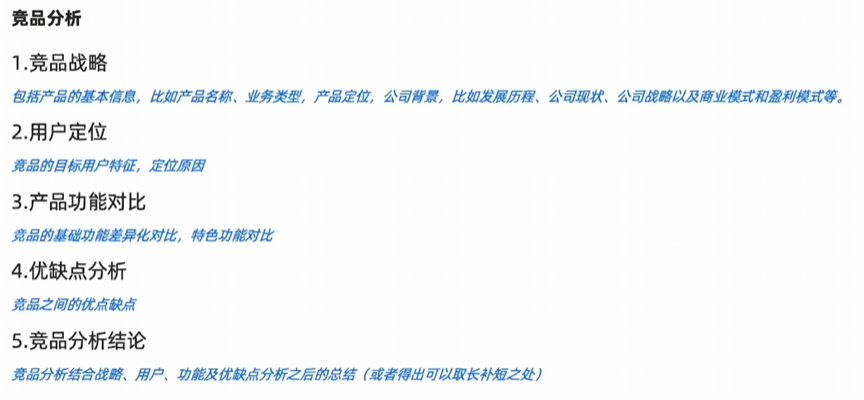 竞品分析
1.竞品战略
包括产品的基本信息，比如产品名称、业务类型，产品定位，公司背景，比如发展历程、公司现状、公司战略以及商业模式和盈利模式等。
2.用户定位
竞品的目标用户特征，定位原因
3.产品功能对比
竞品的基础功能差异化对比，特色功能对比
4.优缺点分析
竞品之间的优点缺点
5.竞品分析结论
竞品分析结合战略、用户、功能及优缺点分析之后的总结（或者得出可以取长补短之处）